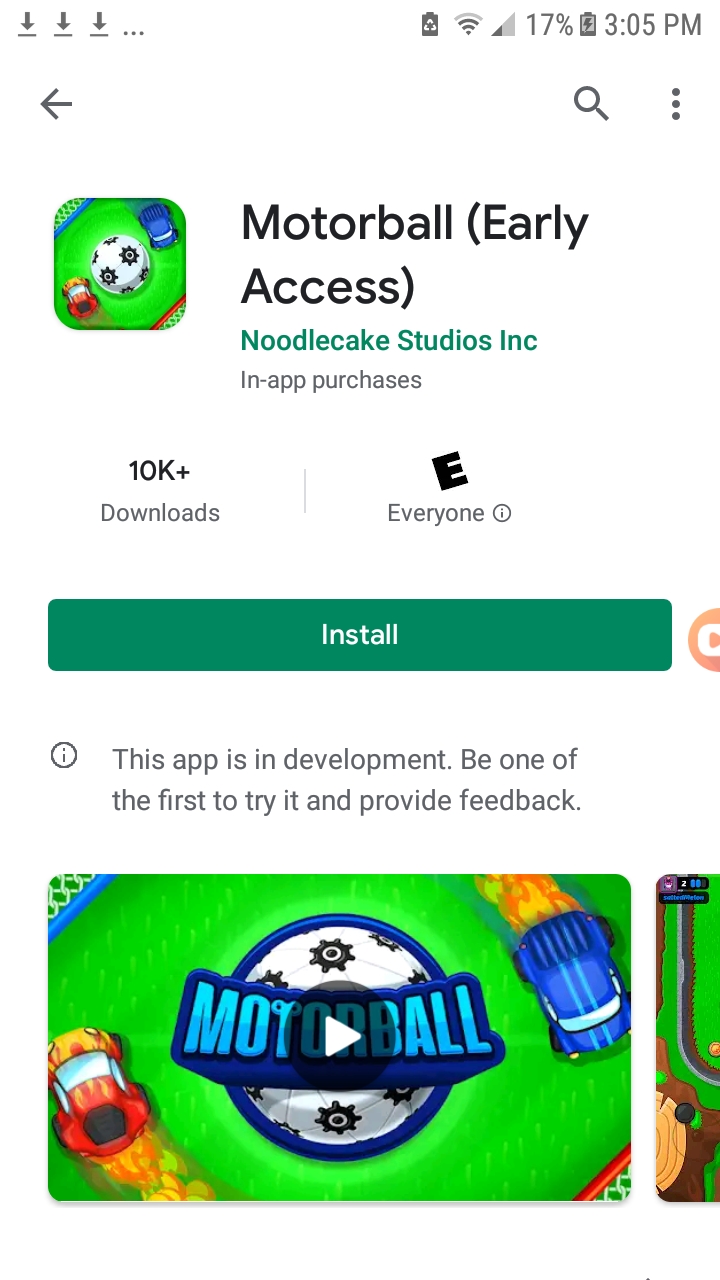 ... 17% 3:05 PM
Motorball (Early
Access)
Noodlecake Studios Inc
In-app purchases
10K+
Downloads
E
Everyone
Install
This app is in development. Be one of
the first to try it and provide feedback.
MOTORBALL
2